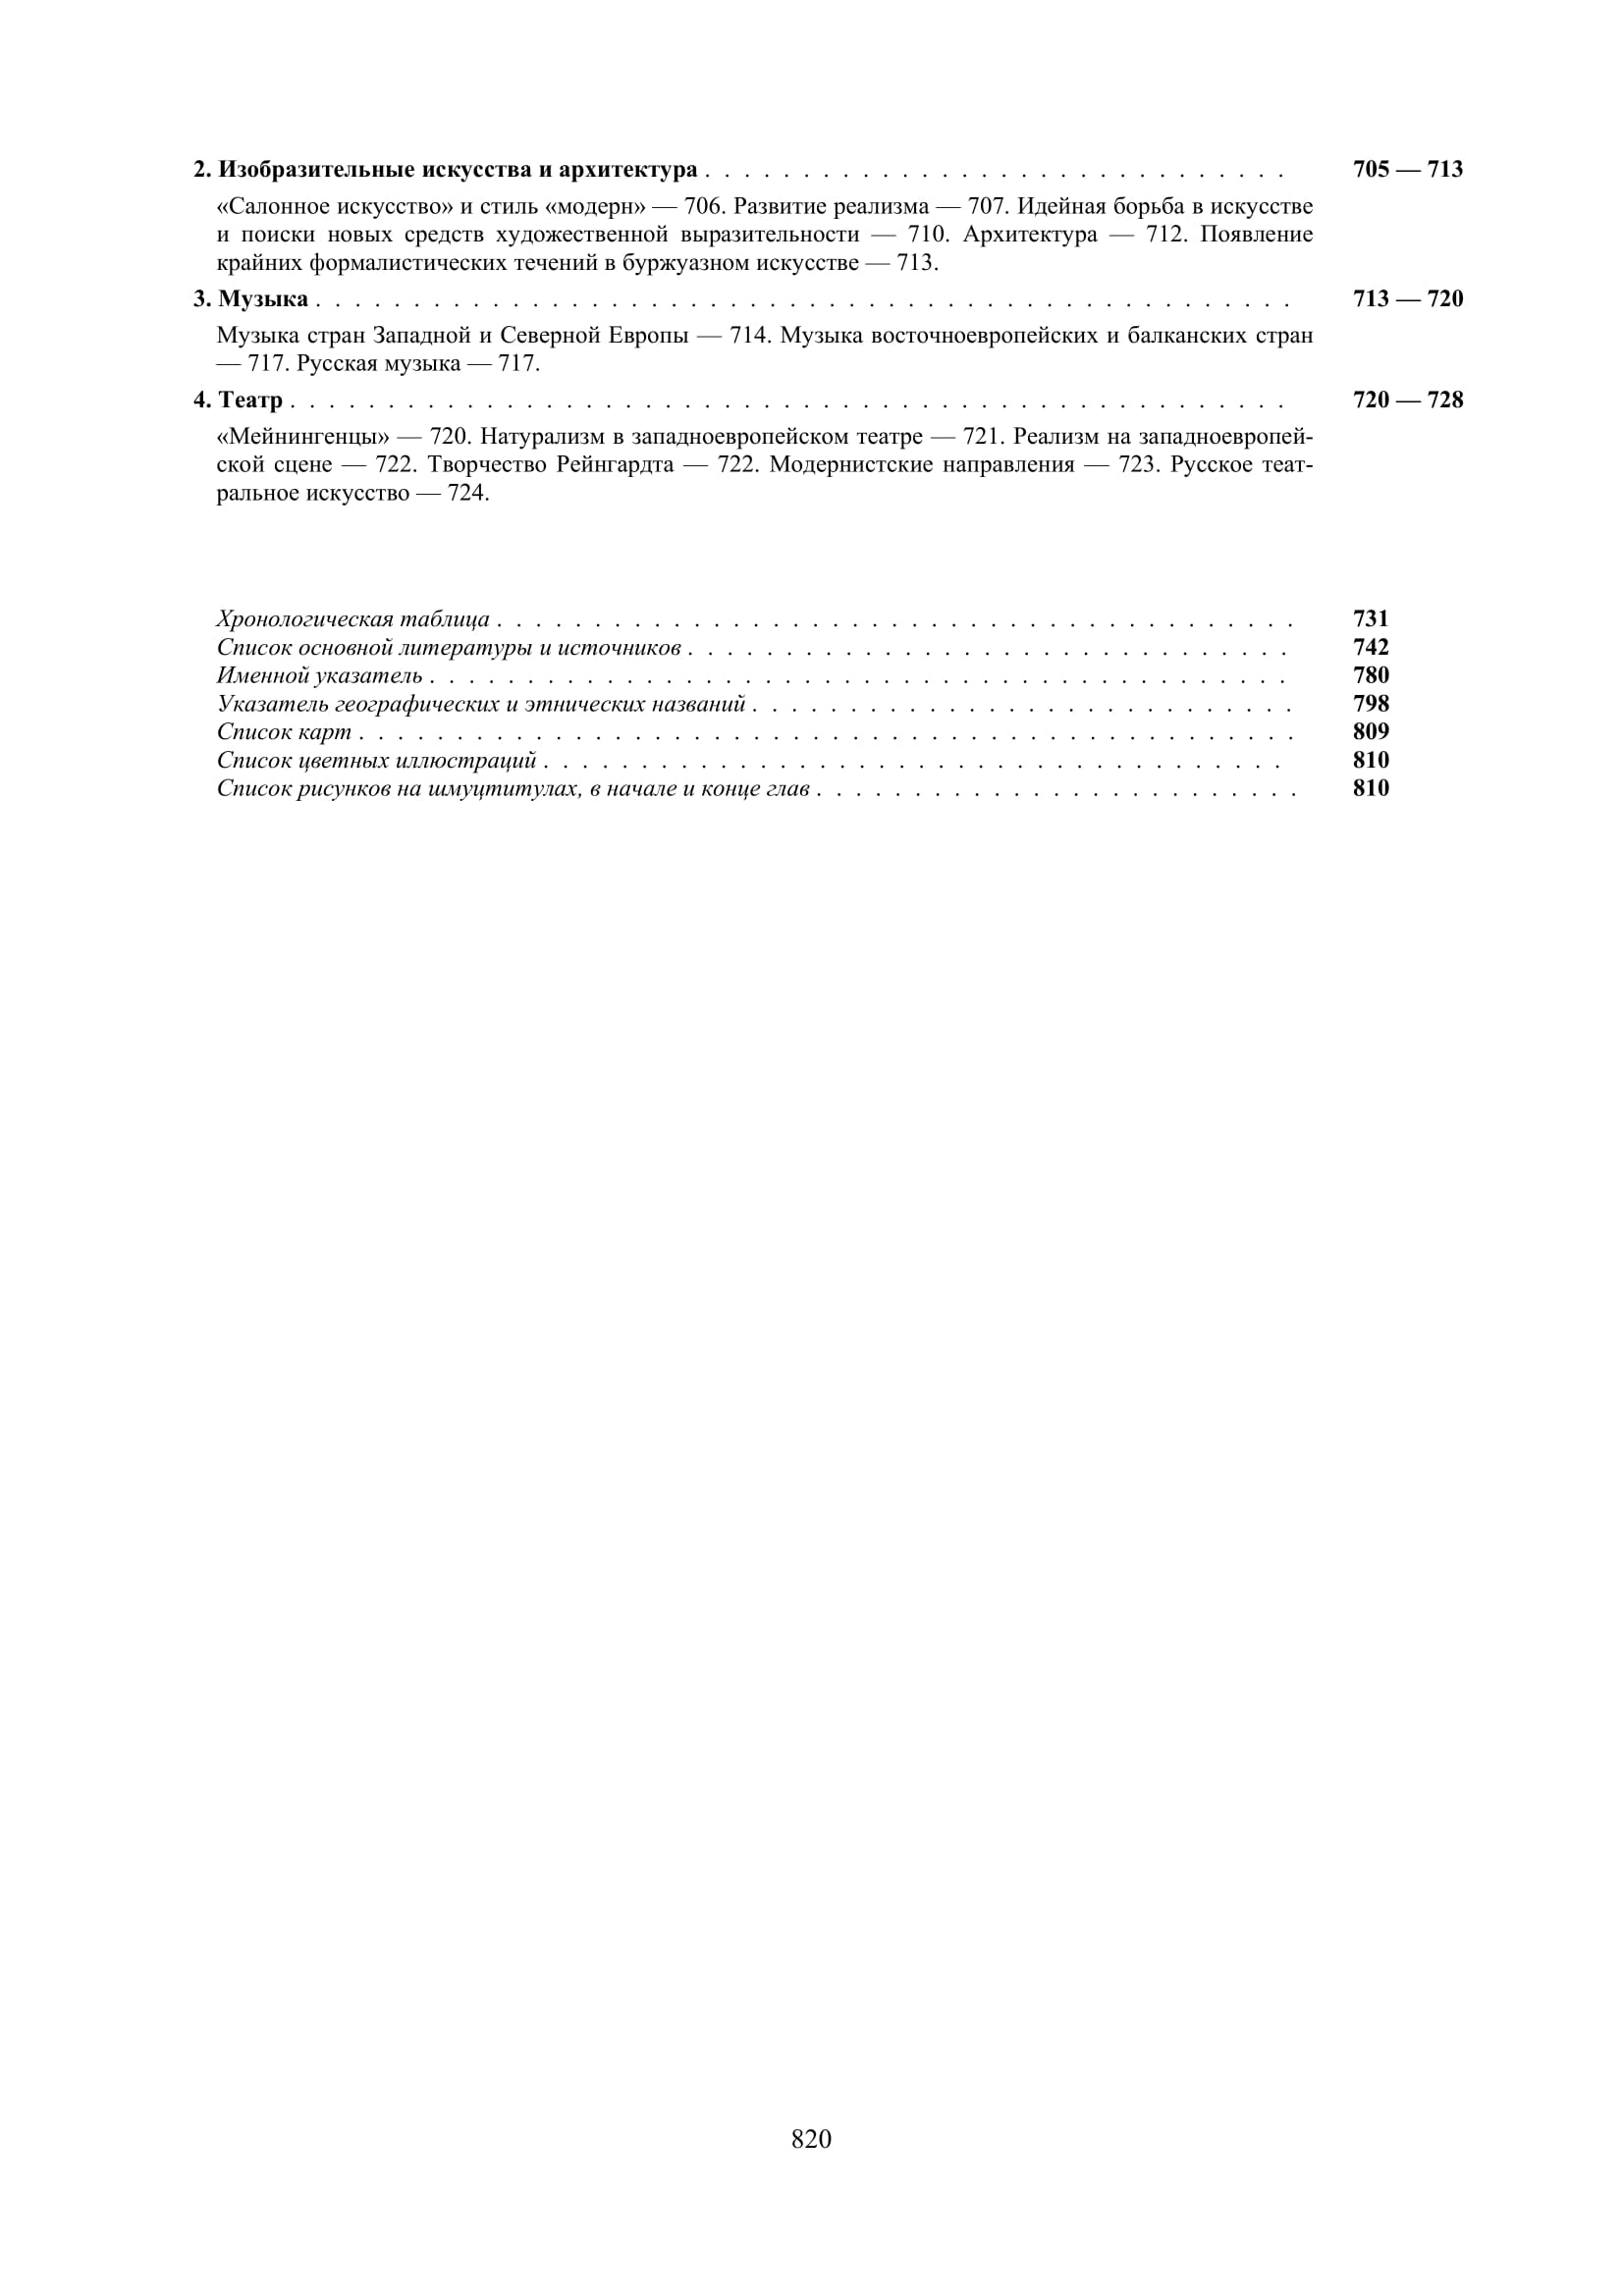 2. Изобразительные искусства и архитектура . . . . . . . . . . . . . . . . . . . . . . . . . . . . . . 705 — 713
«Салонное искусство» и стиль «модерн» — 706. Развитие реализма — 707. Идейная борьба в искусстве
и поиски новых средств художественной выразительности — 710. Архитектура — 712. Появление
крайних формалистических течений в буржуазном искусстве — 713.
3. Музыка . . . . . . . . . . . . . . . . . . . . . . . . . . . . . . . . . . . . . . . . . . . . . . . . . . 713 — 720
Музыка стран Западной и Северной Европы — 714. Музыка восточноевропейских и балканских стран
— 717. Русская музыка — 717.
4. Театр . . . . . . . . . . . . . . . . . . . . . . . . . . . . . . . . . . . . . . . . . . . . . . . . . . . 720 — 728
«Мейнингенцы» — 720. Натурализм в западноевропейском театре — 721. Реализм на западноевропей-
ской сцене — 722. Творчество Рейнгардта — 722. Модернистские направления — 723. Русское теат-
ральное искусство — 724.
Хронологическая таблица . . . . . . . . . . . . . . . . . . . . . . . . . . . . . . . . . . . . . . . . . 731
Список основной литературы и источников . . . . . . . . . . . . . . . . . . . . . . . . . . . . . . . 742
Именной указатель . . . . . . . . . . . . . . . . . . . . . . . . . . . . . . . . . . . . . . . . . . . . 780
Указатель географических и этнических названий . . . . . . . . . . . . . . . . . . . . . . . . . . . . 798
Список карт . . . . . . . . . . . . . . . . . . . . . . . . . . . . . . . . . . . . . . . . . . . . . . . . 809
Список цветных иллюстраций . . . . . . . . . . . . . . . . . . . . . . . . . . . . . . . . . . . . . . 810
Список рисунков на шмуцтитулах, в начале и конце глав . . . . . . . . . . . . . . . . . . . . . . . . . 810
820